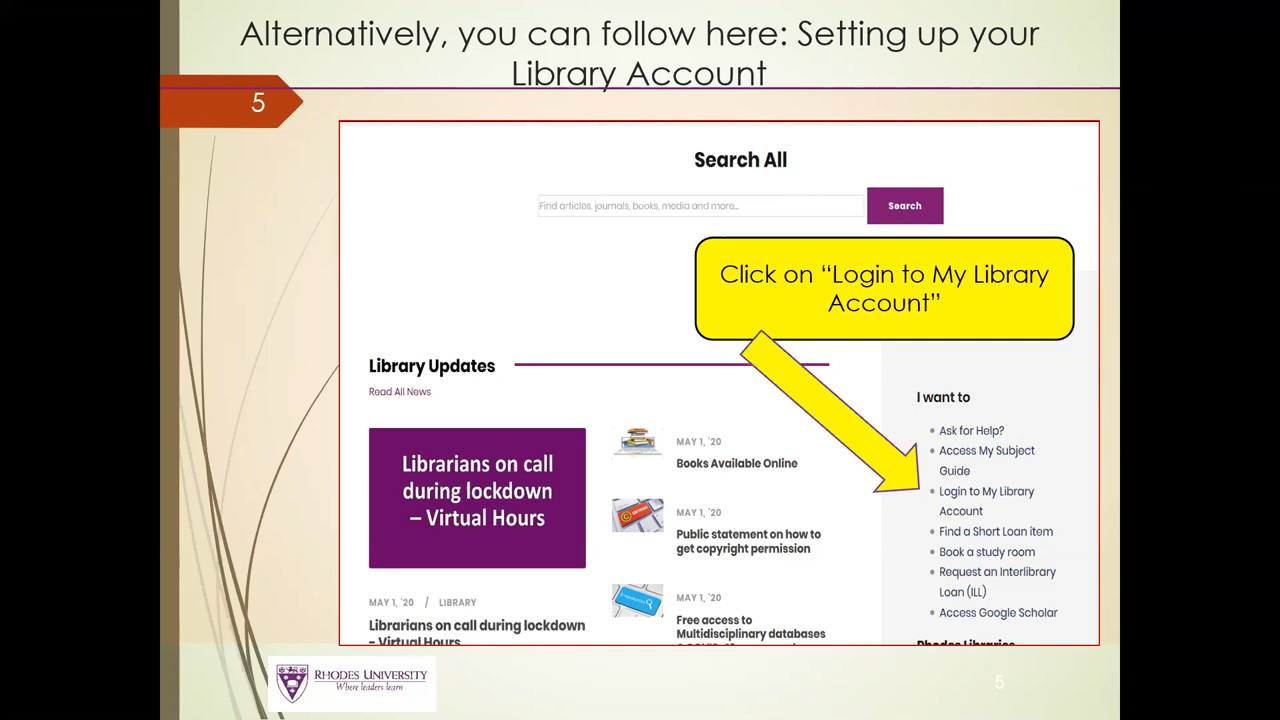 Alternatively, you can follow here: Setting up your
Library Account
5
Search All
Find articles, journals, books, media and more...
Search
Click on “Login to My Library
Account”
Library Updates
Read All News
Librarians on call
during lockdown
– Virtual Hours
MAY 1, '20 / LIBRARY
Librarians on call during lockdown
- Virtual Hours
MAY 1, '20
Books Available Online
MAY 1, '20
Public statement on how to
get copyright permission
MAY 1, '20
Free access to
Multidisciplinary databases
I want to
Ask for Help?
Access My Subject
Guide
Login to My Library
Account
Find a Short Loan item
Book a study room
Request an Interlibrary
Loan (ILL)
Access Google Scholar
Rhodes Libraries
RHODES UNIVERSITY
Where leaders learn
5